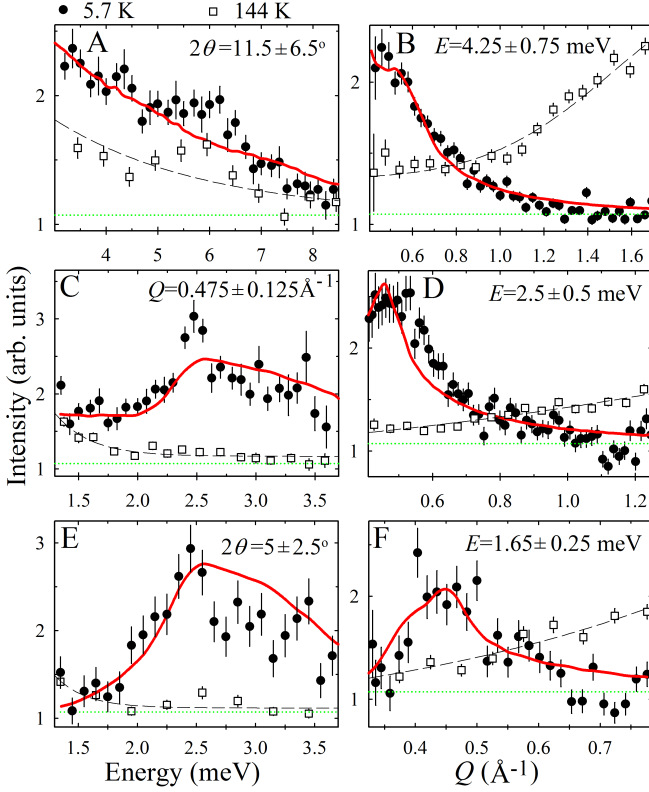 5.7 K 144 K
A 2θ=11.5±6.5°
B E=4.25±0.75 meV
2
1
2
1
4 5 6 7 8
0.6 0.8 1.0 1.2 1.4 1.6
C Q=0.475±0.125Å⁻¹
D E=2.5±0.5 meV
3
2
1
2
1
1.5 2.0 2.5 3.0 3.5
0.6 0.8 1.0 1.2
E 2θ=5±2.5°
F E=1.65±0.25 meV
3
2
1
2
1
1.5 2.0 2.5 3.0 3.5
0.4 0.5 0.6 0.7
Intensity (arb. units)
Energy (meV)
Q (Å⁻¹)